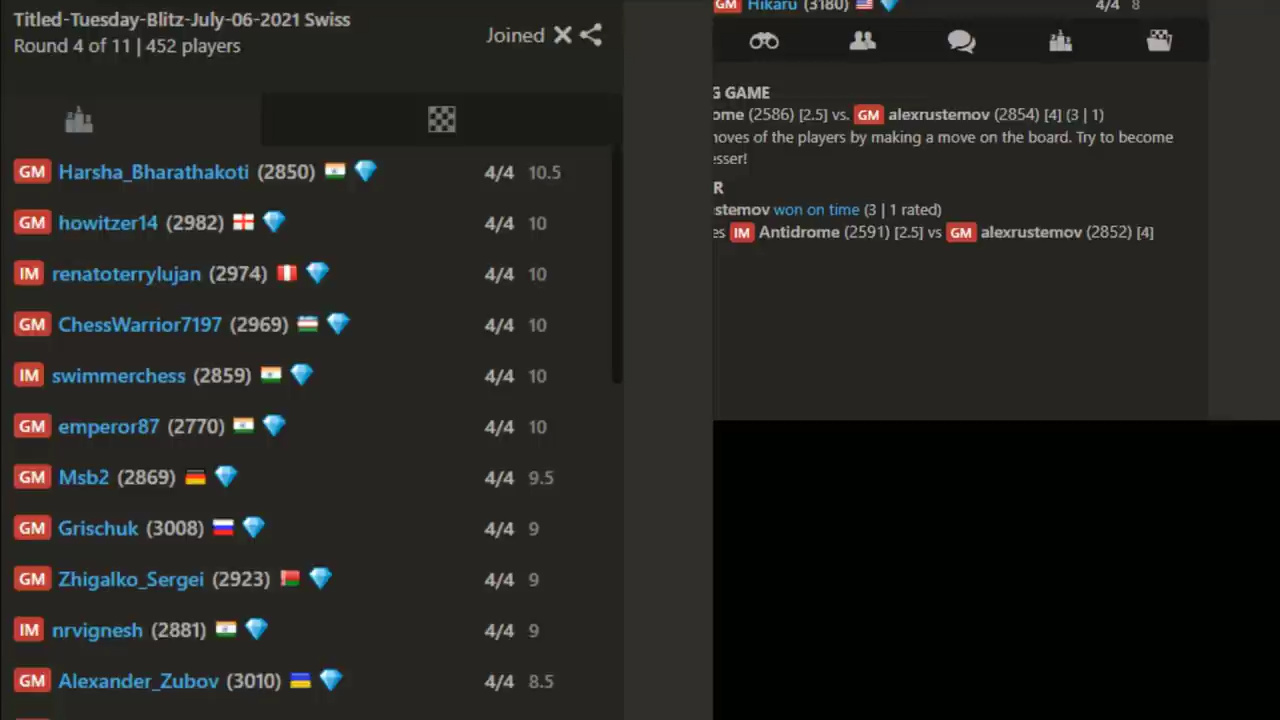 Titled-Tuesday-Blitz-July-06-2021 Swiss
Round 4 of 11 | 452 players
Joined
GM Harsha_Bharathakoti (2850) 4/4 10.5
GM howitzer14 (2982) 4/4 10
IM renatoterrylujan (2974) 4/4 10
GM ChessWarrior7197 (2969) 4/4 10
IM swimmerchess (2859) 4/4 10
GM emperor87 (2770) 4/4 10
GM Msb2 (2869) 4/4 9.5
GM Grischuk (3008) 4/4 9
GM Zhigalko_Sergei (2923) 4/4 9
IM nrvignesh (2881) 4/4 9
GM Alexander_Zubov (3010) 4/4 8.5
GM Hikaru (3180) 4/4 8
G GAME
ome (2586) [2.5] vs. GM alexrustemov (2854) [4] (3 | 1)
noves of the players by making a move on the board. Try to become
esser!
R
stemov won on time (3 | 1 rated)
es IM Antidrome (2591) [2.5] vs GM alexrustemov (2852) [4]